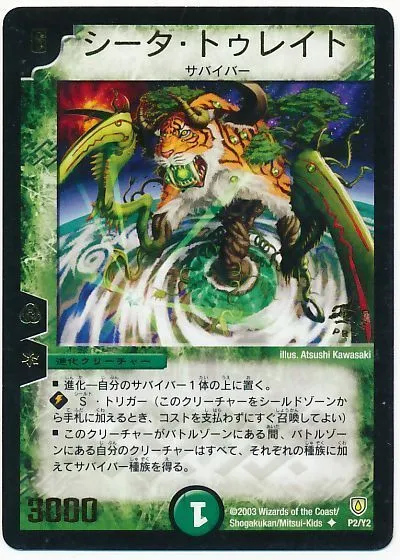 シータ・トゥレイト
サバイバー
illus. Atsushi Kawasaki
進化クリーチャー
■ 進化—自分のサバイバー1体の上に置く。
S・トリガー（このクリーチャーをシールドゾーンから手札に加えるとき、コストを支払わずにすぐ召喚してよい）
■ このクリーチャーがバトルゾーンにある間、バトルゾーンにある自分のクリーチャーはすべて、それぞれの種族に加えてサバイバー種族を得る。
3000
1
©2003 Wizards of the Coast/
Shogakukan/Mitsui-Kids
P2/Y2